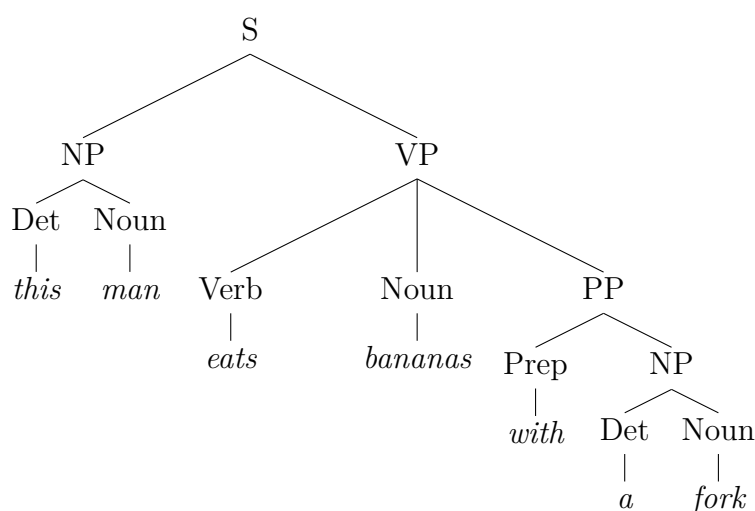 S
NP VP
Det Noun
this man Verb Noun PP
eats bananas Prep NP
with Det Noun
a fork